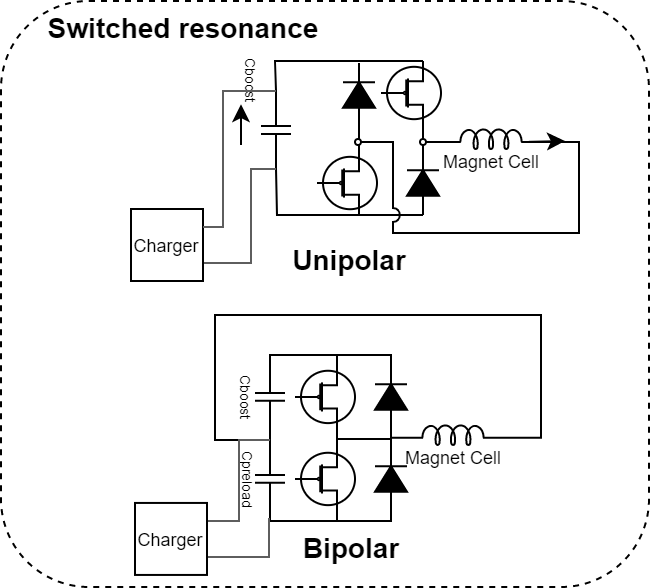 Switched resonance
Cboost
Magnet Cell
Charger
Unipolar
Cboost
Magnet Cell
Cpreload
Charger
Bipolar